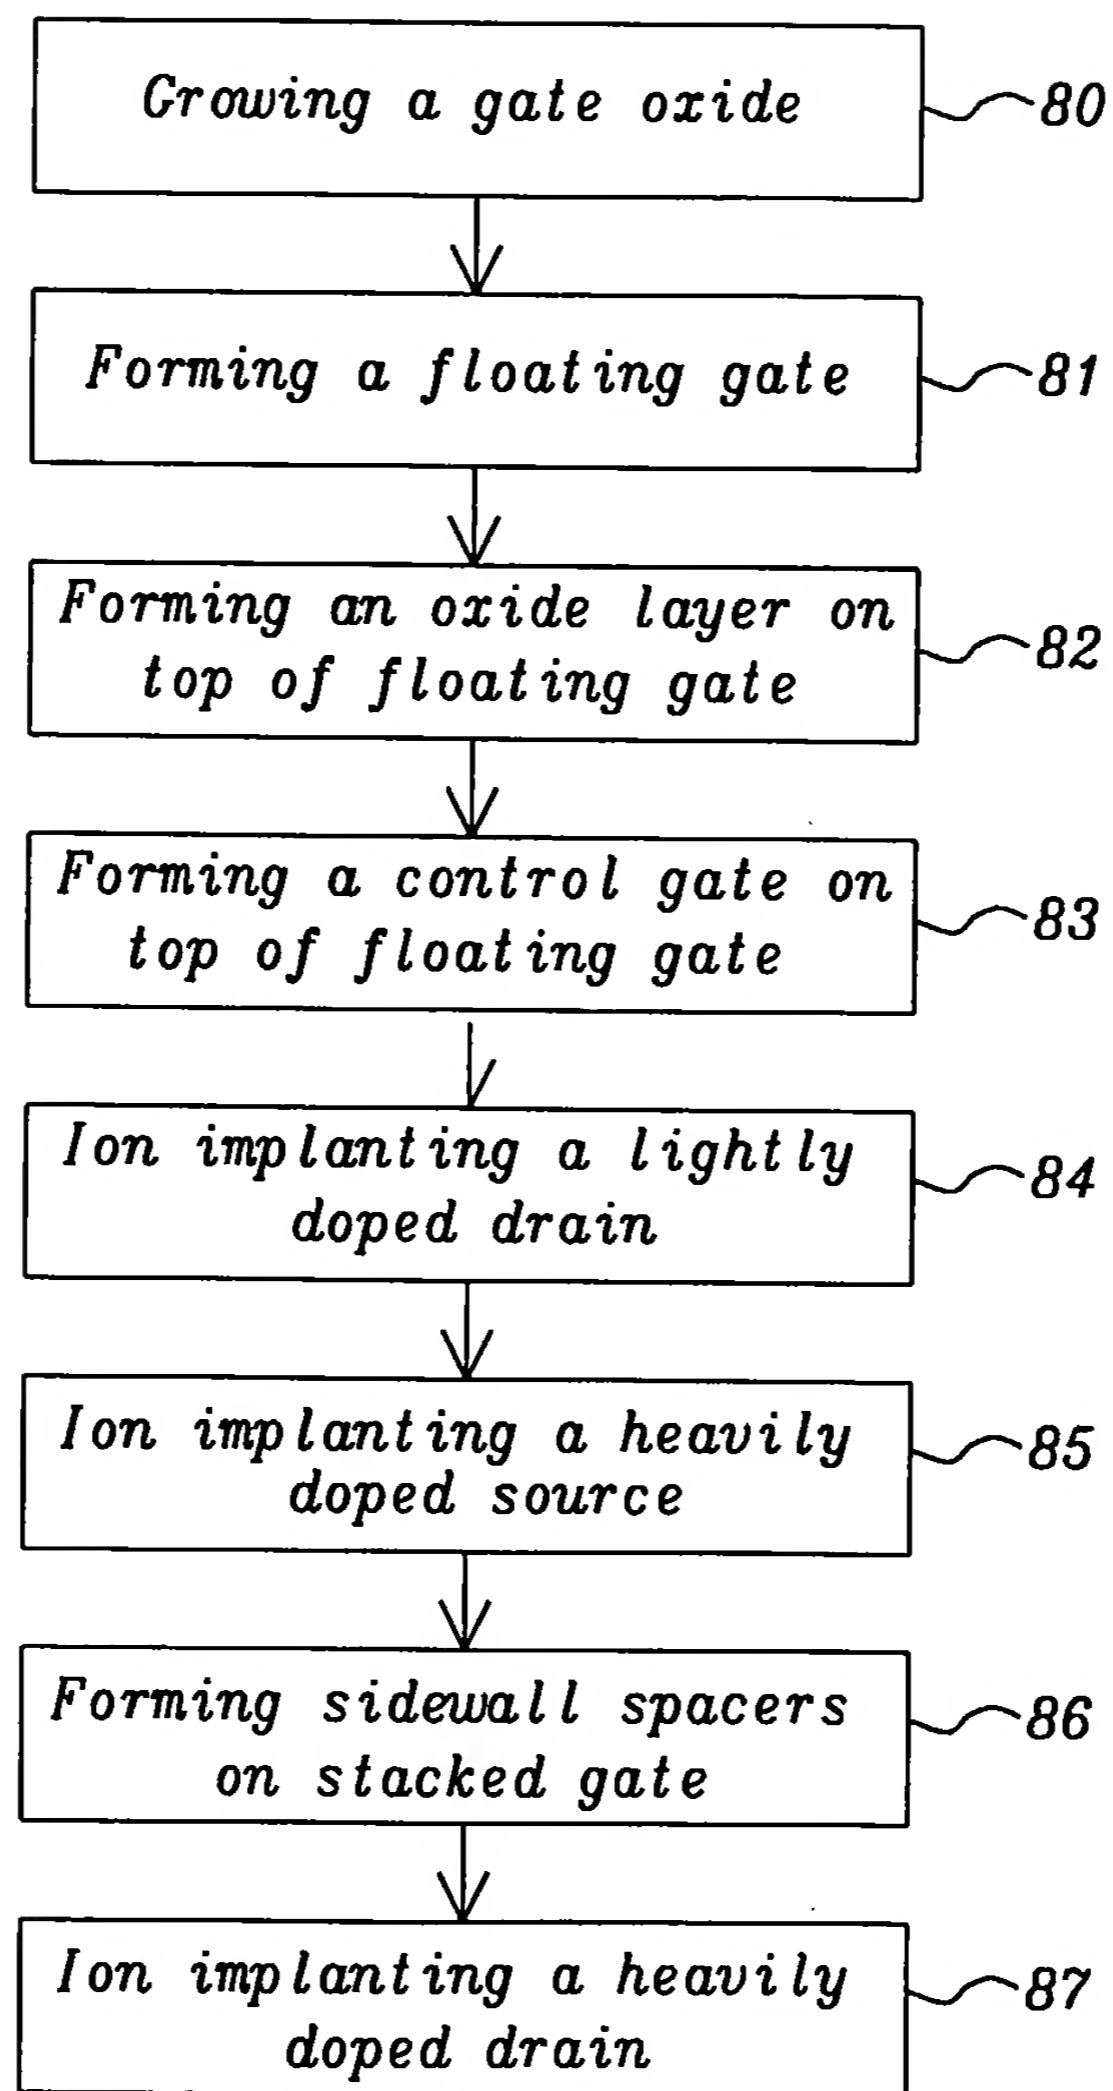 Growing a gate oxide
80
Forming a floating gate
81
Forming an oxide layer on
top of floating gate
82
Forming a control gate on
top of floating gate
83
Ion implanting a lightly
doped drain
84
Ion implanting a heavily
doped source
85
Forming sidewall spacers
on stacked gate
86
Ion implanting a heavily
doped drain
87